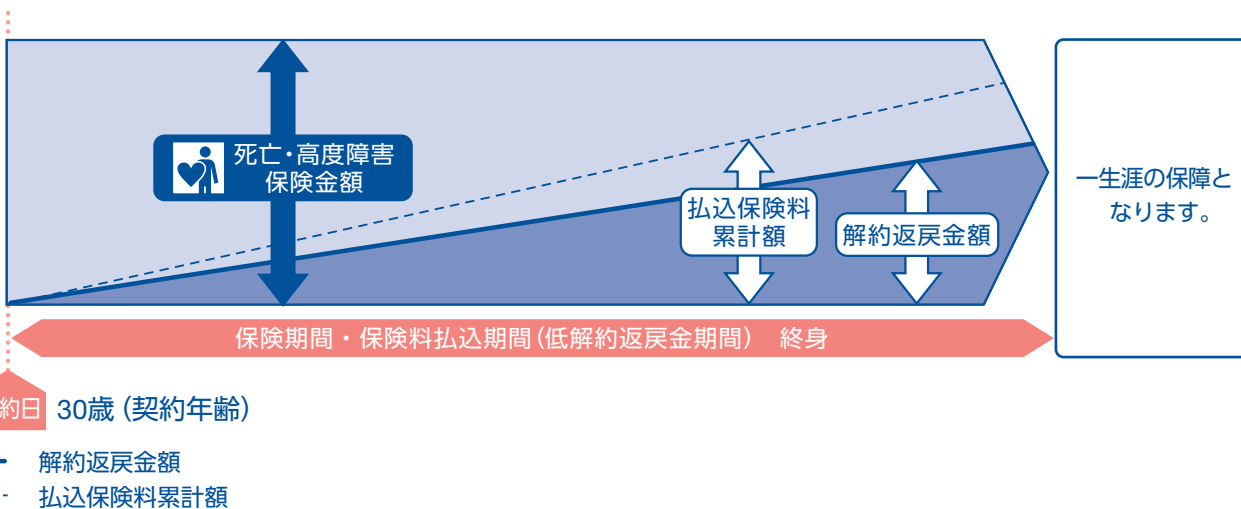 死亡・高度障害
保険金額
払込保険料
累計額
解約返戻金額
一生涯の保障と
なります。
保険期間・保険料払込期間(低解約返戻金期間) 終身
約日 30歳(契約年齢)
解約返戻金額
払込保険料累計額